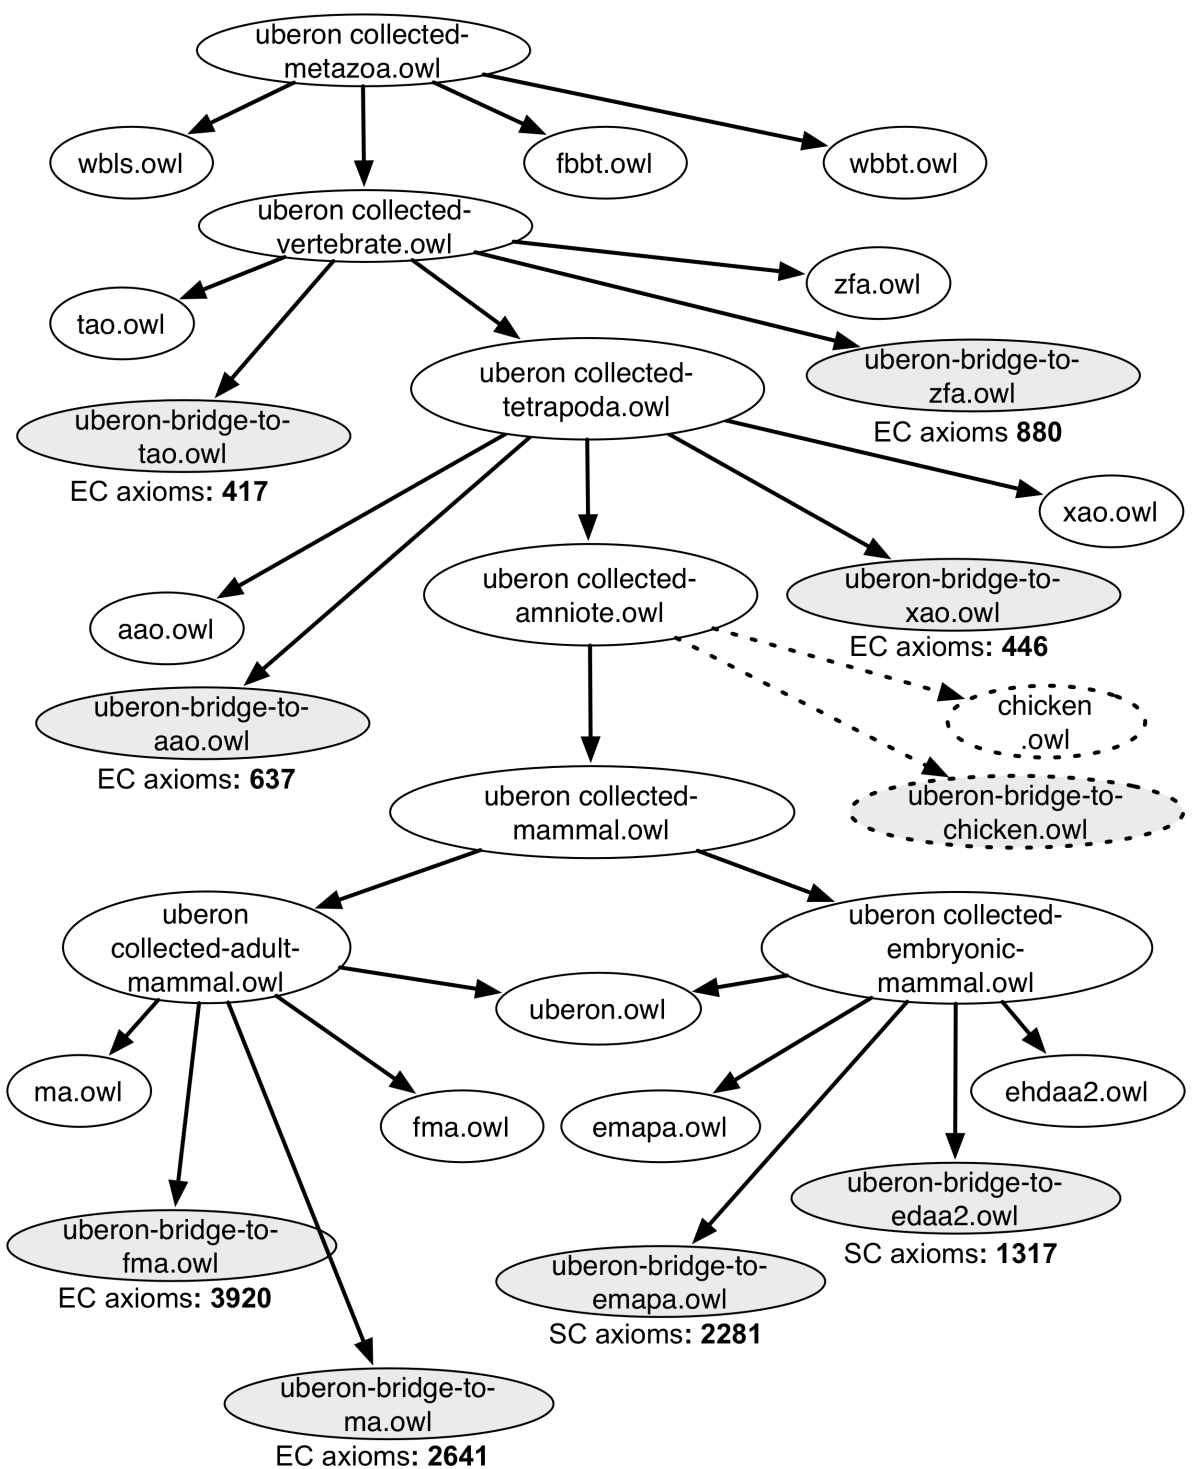 uberon collected-
metazoa.owl
wbls.owl
fbbt.owl
wbbt.owl
uberon collected-
vertebrate.owl
zfa.owl
tao.owl
uberon-bridge-to-
zfa.owl
EC axioms 880
uberon collected-
tetrapoda.owl
uberon-bridge-to-
tao.owl
EC axioms: 417
xao.owl
uberon collected-
amniote.owl
uberon-bridge-to-
xao.owl
EC axioms: 446
aao.owl
uberon-bridge-to-
aao.owl
EC axioms: 637
chicken
.owl
uberon collected-
mammal.owl
uberon-bridge-to-
chicken.owl
uberon
collected-adult-
mammal.owl
uberon collected-
embryonic-
mammal.owl
uberon.owl
ma.owl
fma.owl
emapa.owl
ehdaa2.owl
uberon-bridge-to-
edaa2.owl
SC axioms: 1317
uberon-bridge-to-
fma.owl
EC axioms: 3920
uberon-bridge-to-
emapa.owl
SC axioms: 2281
uberon-bridge-to-
ma.owl
EC axioms: 2641